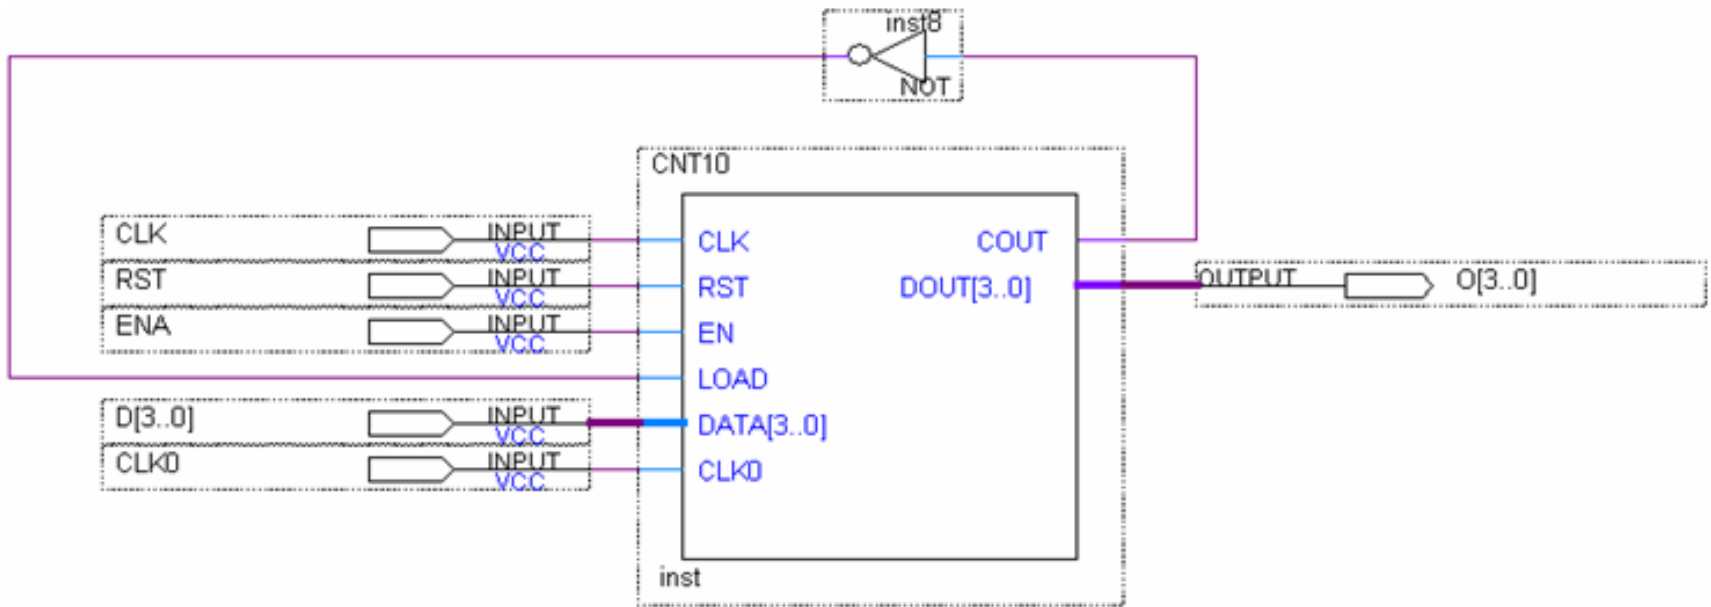 inst8
NOT
CNT10
CLK INPUT VCC CLK COUT
RST INPUT VCC RST DOUT[3..0] OUTPUT O[3..0]
ENA INPUT VCC EN
LOAD
D[3..0] INPUT VCC DATA[3..0]
CLK0 INPUT VCC CLK0
inst